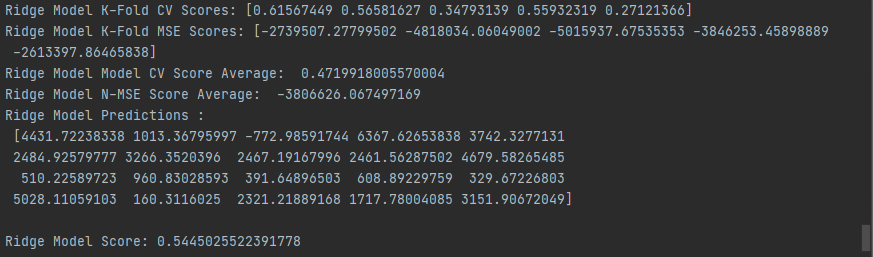 Ridge Model K-Fold CV Scores: [0.61567449 0.56581627 0.34793139 0.55932319 0.27121366]
Ridge Model K-Fold MSE Scores: [-2739507.27799502 -4818034.06049002 -5015937.67535353 -3846253.45898889
 -2613397.86465838]
Ridge Model Model CV Score Average:  0.4719918005570004
Ridge Model N-MSE Score Average:  -3806626.067497169
Ridge Model Predictions :
 [4431.72238338 1013.36795997 -772.98591744 6367.62653838 3742.3277131
 2484.92579777 3266.3520396  2467.19167996 2461.56287502 4679.58265485
  510.22589723  960.83028593  391.64896503  608.89229759  329.67226803
 5028.11059103  160.3116025  2321.21889168 1717.78004085 3151.90672049]
Ridge Model Score: 0.5445025522391778